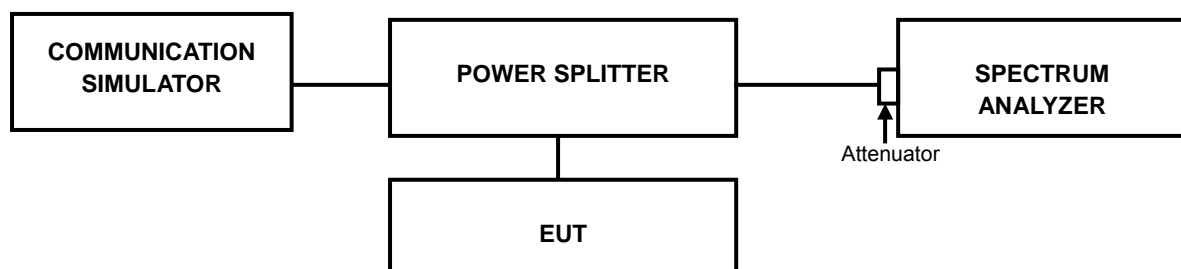 COMMUNICATION
SIMULATOR
POWER SPLITTER
SPECTRUM
ANALYZER
Attenuator
EUT